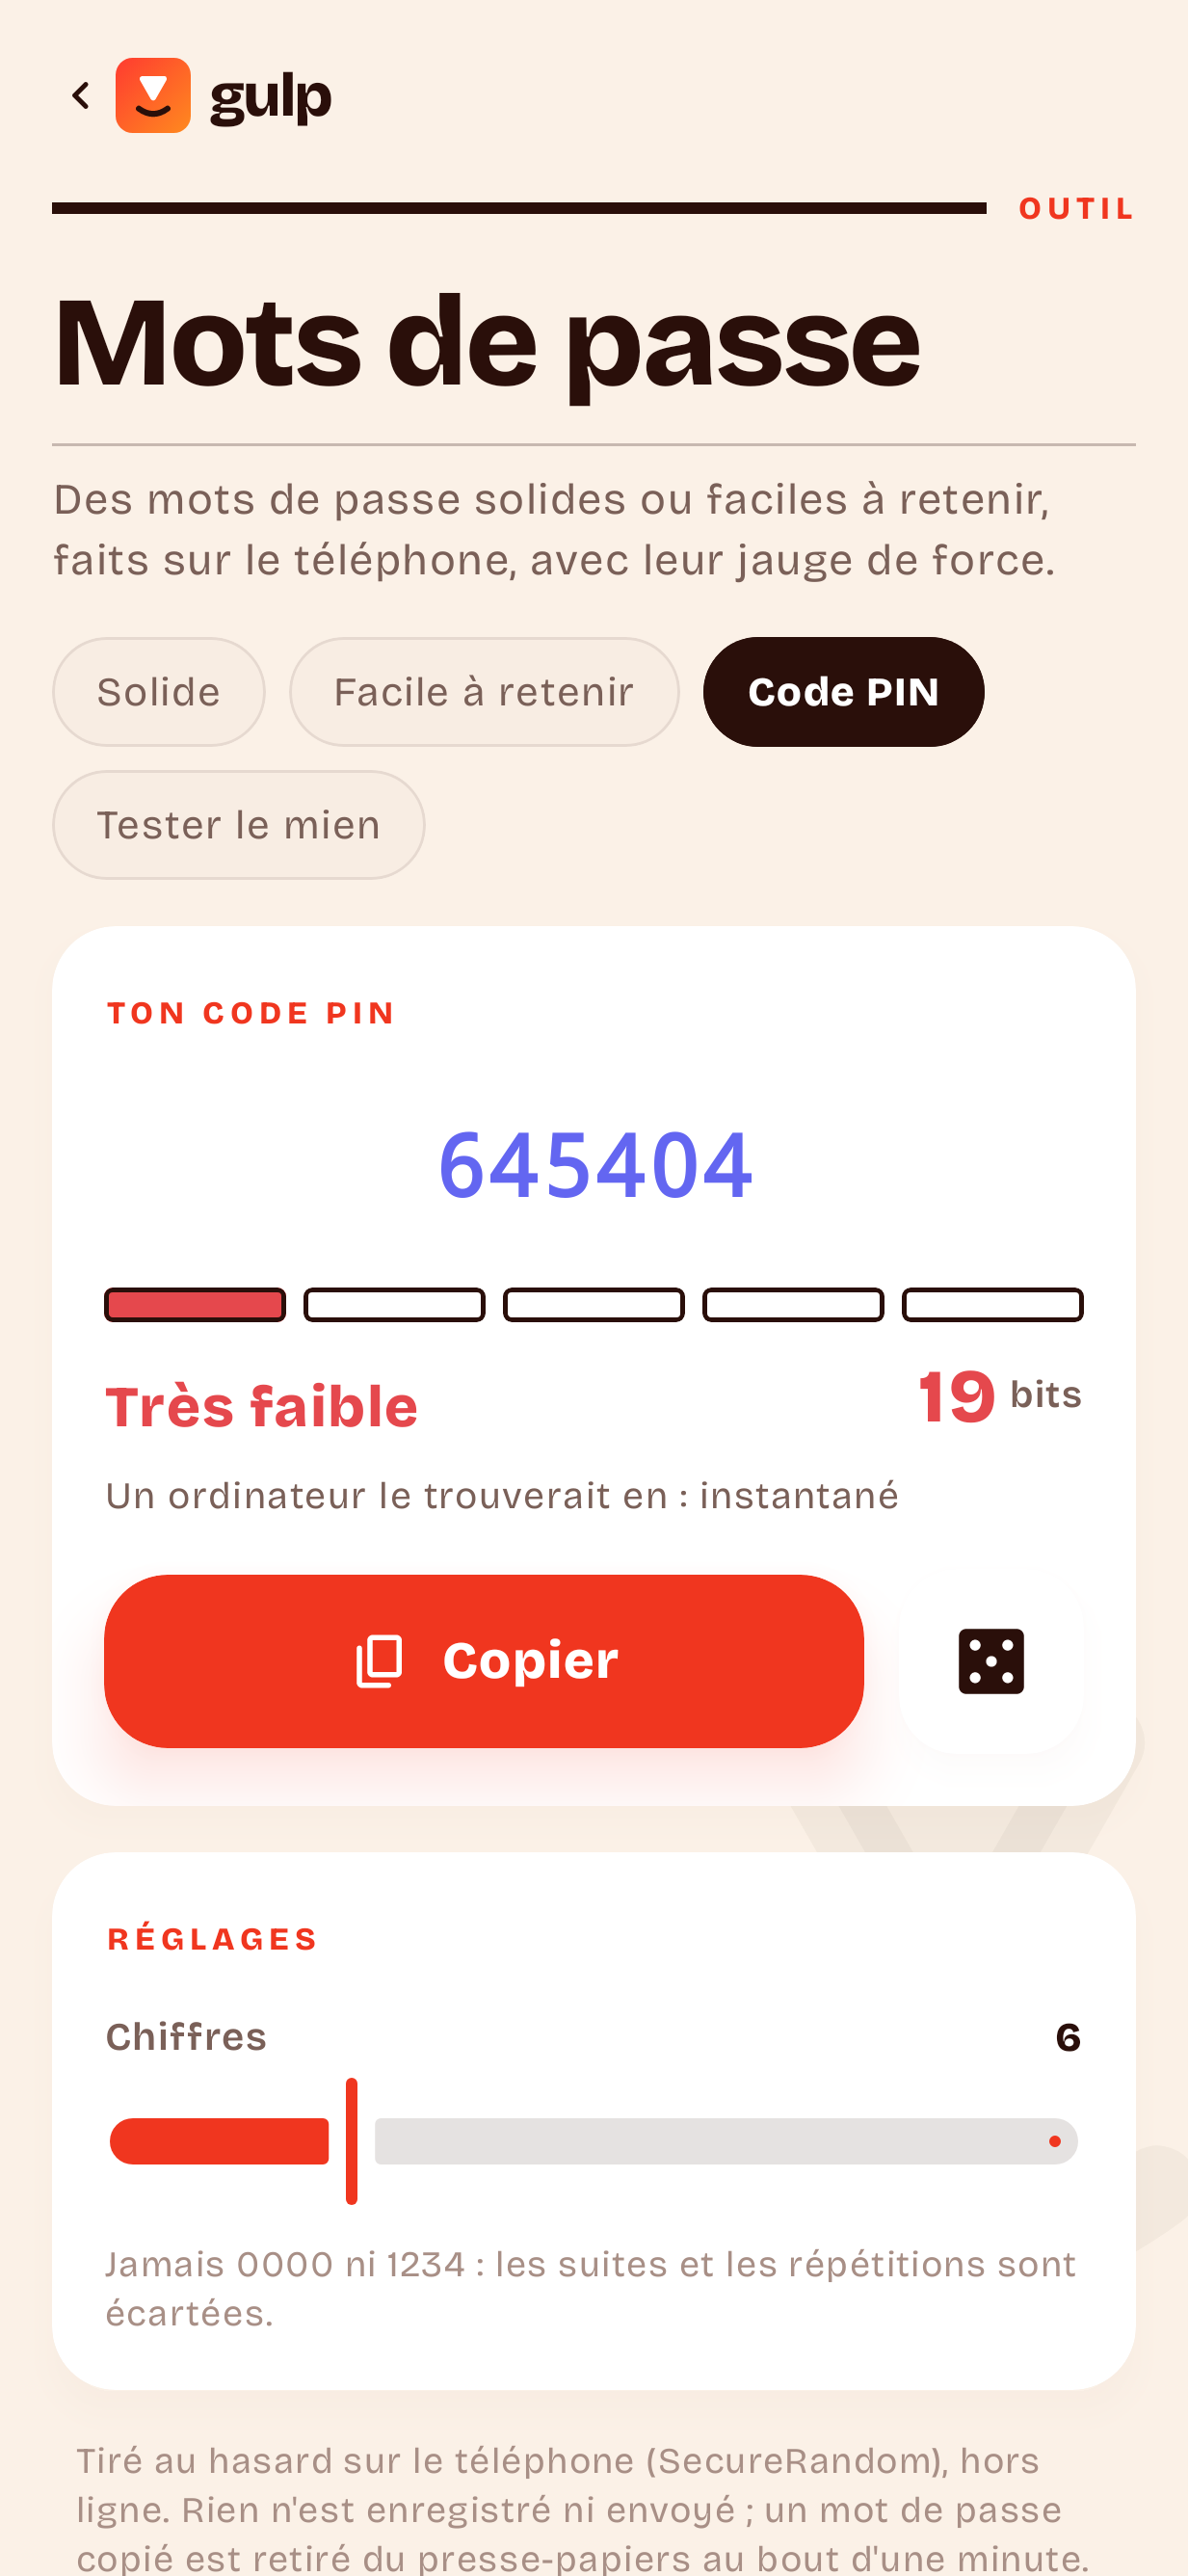 gulp
OUTIL
Mots de passe
Des mots de passe solides ou faciles à retenir,
faits sur le téléphone, avec leur jauge de force.
Solide
Facile à retenir
Code PIN
Tester le mien
TON CODE PIN
645404
Très faible
19 bits
Un ordinateur le trouverait en : instantané
Copier
RÉGLAGES
Chiffres
6
Jamais 0000 ni 1234 : les suites et les répétitions sont
écartées.
Tiré au hasard sur le téléphone (SecureRandom), hors
ligne. Rien n'est enregistré ni envoyé ; un mot de passe
copié est retiré du presse-papiers au bout d'une minute.